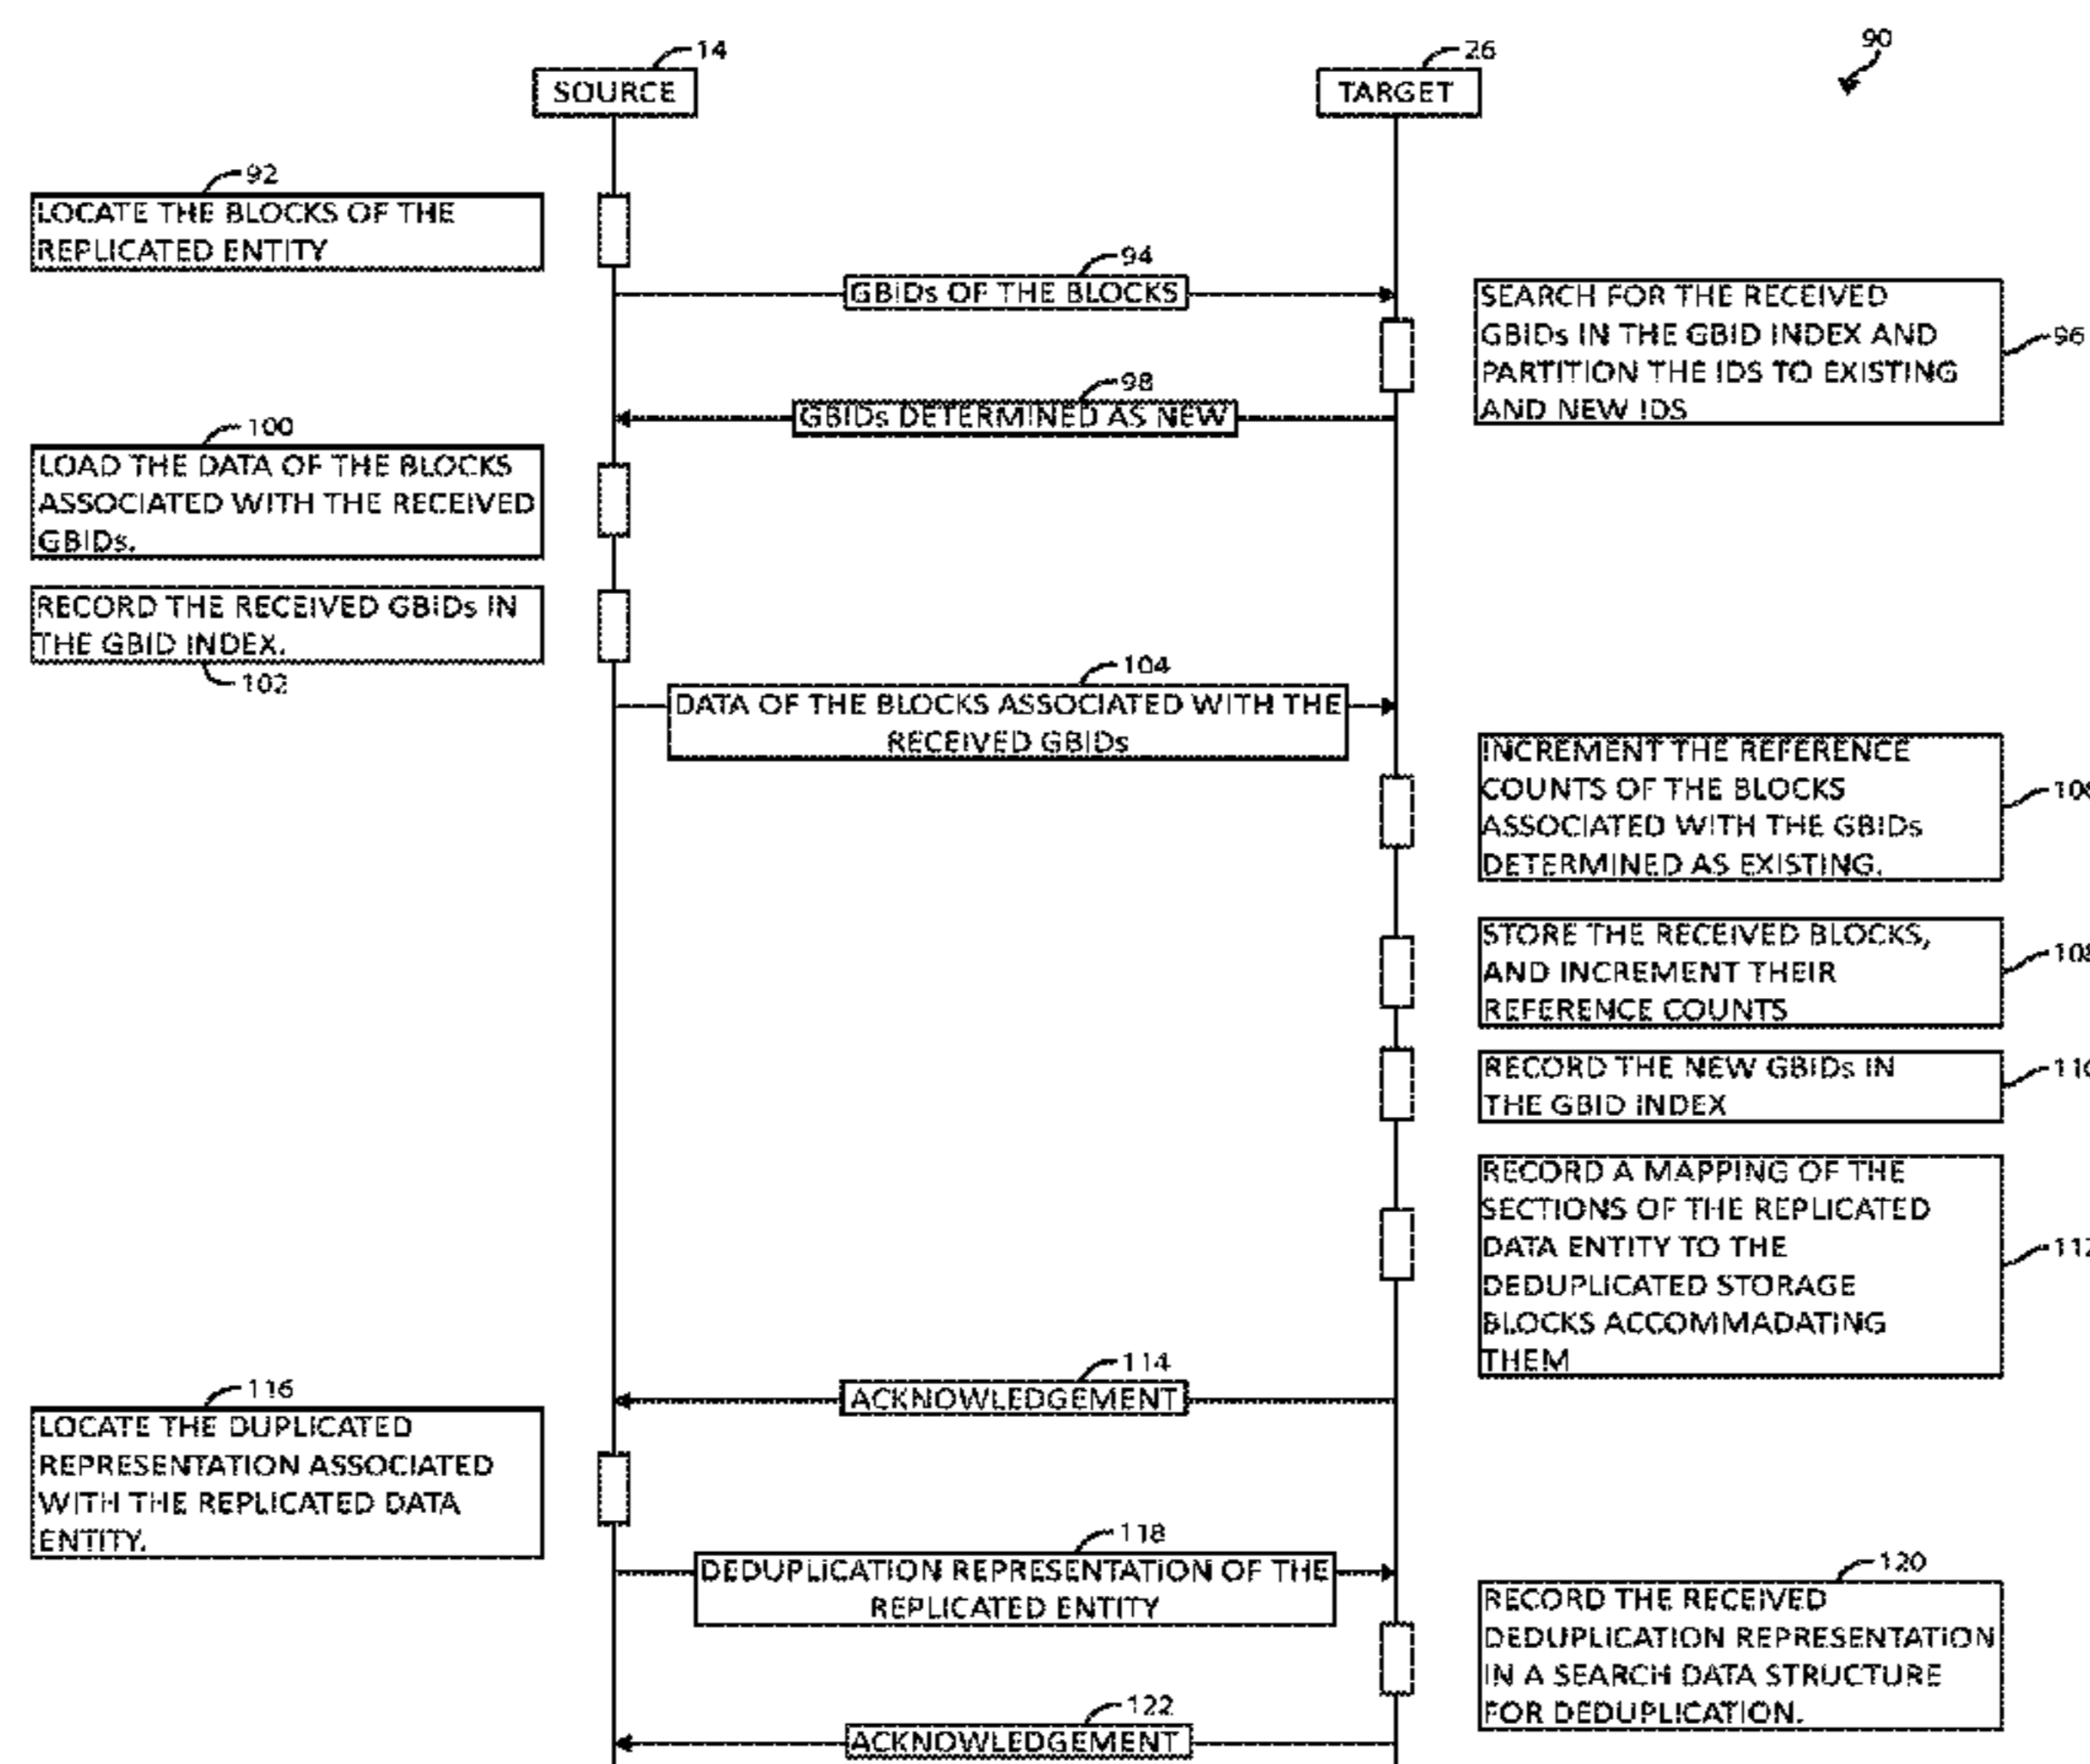 14
26
90
SOURCE
TARGET
92
LOCATE THE BLOCKS OF THE
REPLICATED ENTITY
94
GBIDs OF THE BLOCKS
SEARCH FOR THE RECEIVED
GBIDs IN THE GBID INDEX AND
PARTITION THE IDS TO EXISTING
AND NEW IDS
96
98
GBIDs DETERMINED AS NEW
100
LOAD THE DATA OF THE BLOCKS
ASSOCIATED WITH THE RECEIVED
GBIDs.
RECORD THE RECEIVED GBIDs IN
THE GBID INDEX.
102
104
DATA OF THE BLOCKS ASSOCIATED WITH THE
RECEIVED GBIDs
INCREMENT THE REFERENCE
COUNTS OF THE BLOCKS
ASSOCIATED WITH THE GBIDs
DETERMINED AS EXISTING.
STORE THE RECEIVED BLOCKS,
AND INCREMENT THEIR
REFERENCE COUNTS
108
RECORD THE NEW GBIDs IN
THE GBID INDEX
RECORD A MAPPING OF THE
SECTIONS OF THE REPLICATED
DATA ENTITY TO THE
DEDUPLICATED STORAGE
BLOCKS ACCOMMADATING
THEM
112
114
ACKNOWLEDGEMENT
116
LOCATE THE DUPLICATED
REPRESENTATION ASSOCIATED
WITH THE REPLICATED DATA
ENTITY.
118
DEDUPLICATION REPRESENTATION OF THE
REPLICATED ENTITY
120
RECORD THE RECEIVED
DEDUPLICATION REPRESENTATION
IN A SEARCH DATA STRUCTURE
FOR DEDUPLICATION.
122
ACKNOWLEDGEMENT